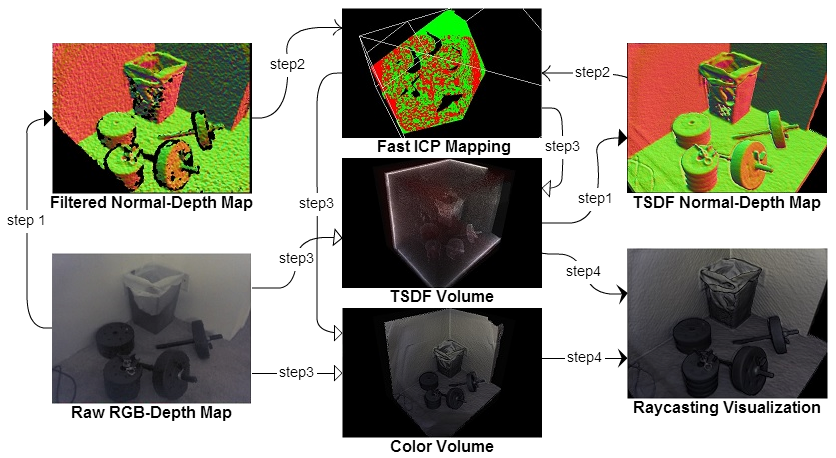 step2
step2
Fast ICP Mapping
Filtered Normal-Depth Map
step3
TSDF Normal-Depth Map
step 1
step3
step1
step3
step4
TSDF Volume
step3
step4
Raw RGB-Depth Map
Raycasting Visualization
Color Volume